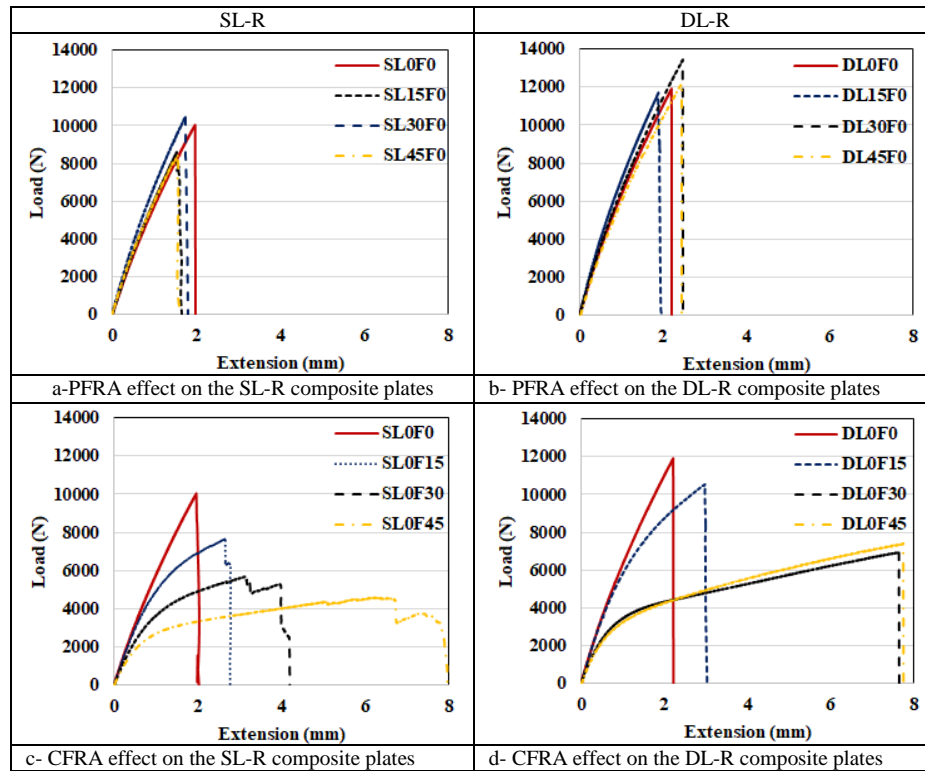 SL-R
DL-R
14000
12000
10000
8000
6000
4000
2000
0
Load (N)
SL0F0
SL15F0
SL30F0
SL45F0
0 2 4 6 8
Extension (mm)
14000
12000
10000
8000
6000
4000
2000
0
Load (N)
DL0F0
DL15F0
DL30F0
DL45F0
0 2 4 6 8
Extension (mm)
a-PFRA effect on the SL-R composite plates
b- PFRA effect on the DL-R composite plates
14000
12000
10000
8000
6000
4000
2000
0
Load (N)
SL0F0
SL0F15
SL0F30
SL0F45
0 2 4 6 8
Extension (mm)
14000
12000
10000
8000
6000
4000
2000
0
Load (N)
DL0F0
DL0F15
DL0F30
DL0F45
0 2 4 6 8
Extension (mm)
c- CFRA effect on the SL-R composite plates
d- CFRA effect on the DL-R composite plates